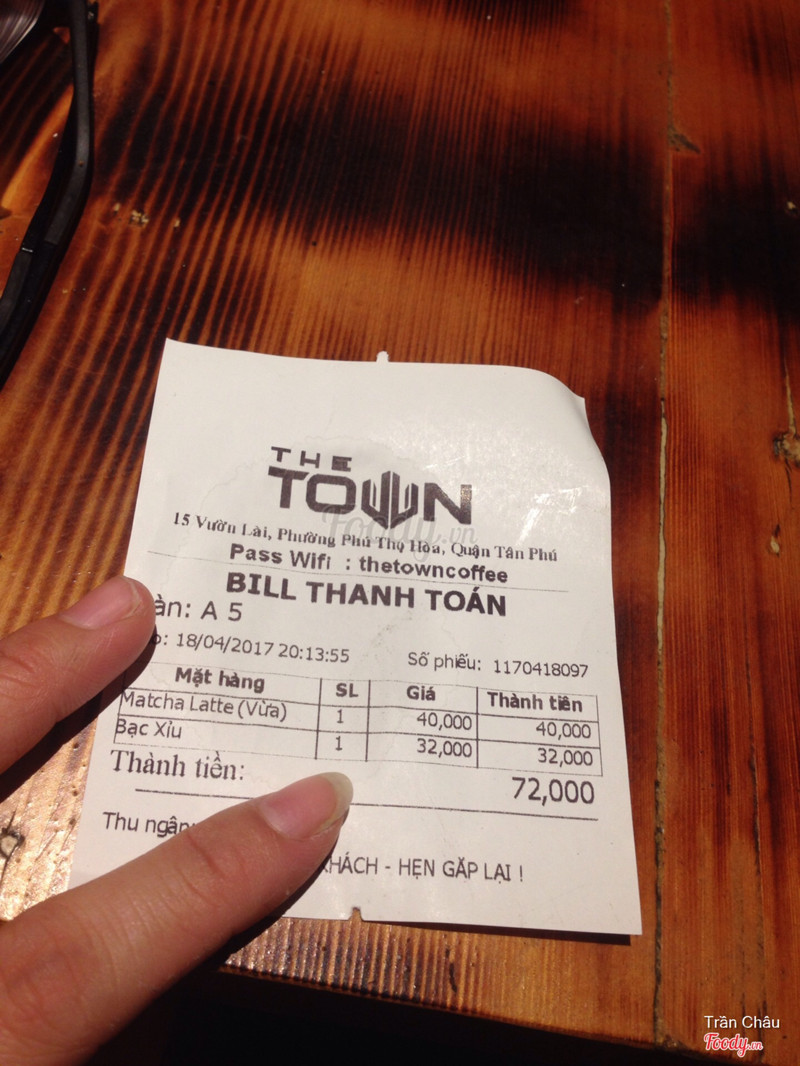 THE
TOWN
15 Vườn Lài, Phường Phú Thọ Hòa, Quận Tân Phú
Pass Wifi : thetowncoffee
BILL THANH TOÁN
àn: A 5
: 18/04/2017 20:13:55 Số phiếu: 1170418097
Mặt hàng SL Giá Thành tiền
Matcha Latte (Vừa) 1 40,000 40,000
Bạc Xỉu 1 32,000 32,000
Thành tiền: 72,000
Thu ngân
KHÁCH - HẸN GẶP LẠI !
Foody.vn
Trần Châu
Foody.vn